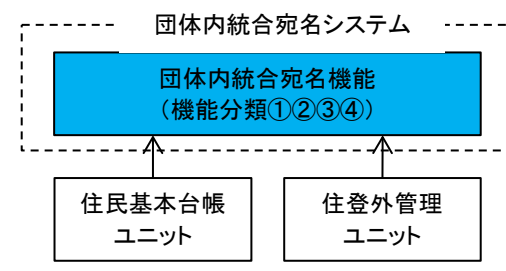 団体内統合宛名システム
団体内統合宛名機能
（機能分類①②③④）
住民基本台帳
ユニット
住登外管理
ユニット